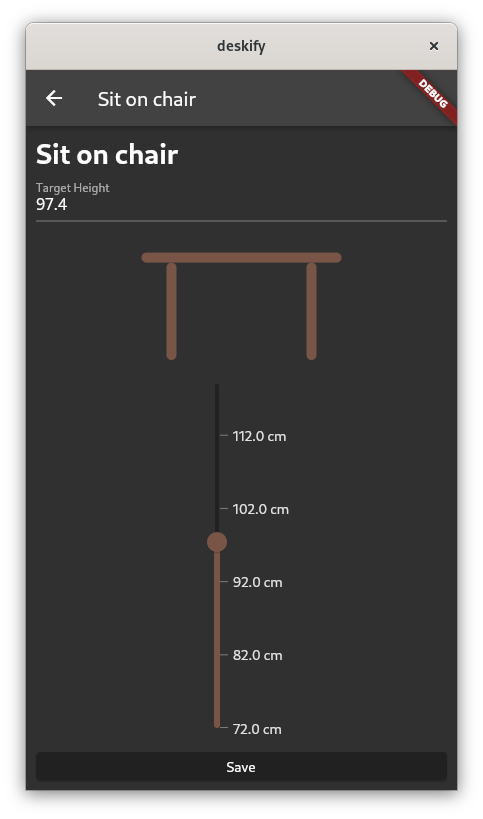 deskify
Sit on chair
DEBUG
Sit on chair
Target Height
97.4
112.0 cm
102.0 cm
92.0 cm
82.0 cm
72.0 cm
Save